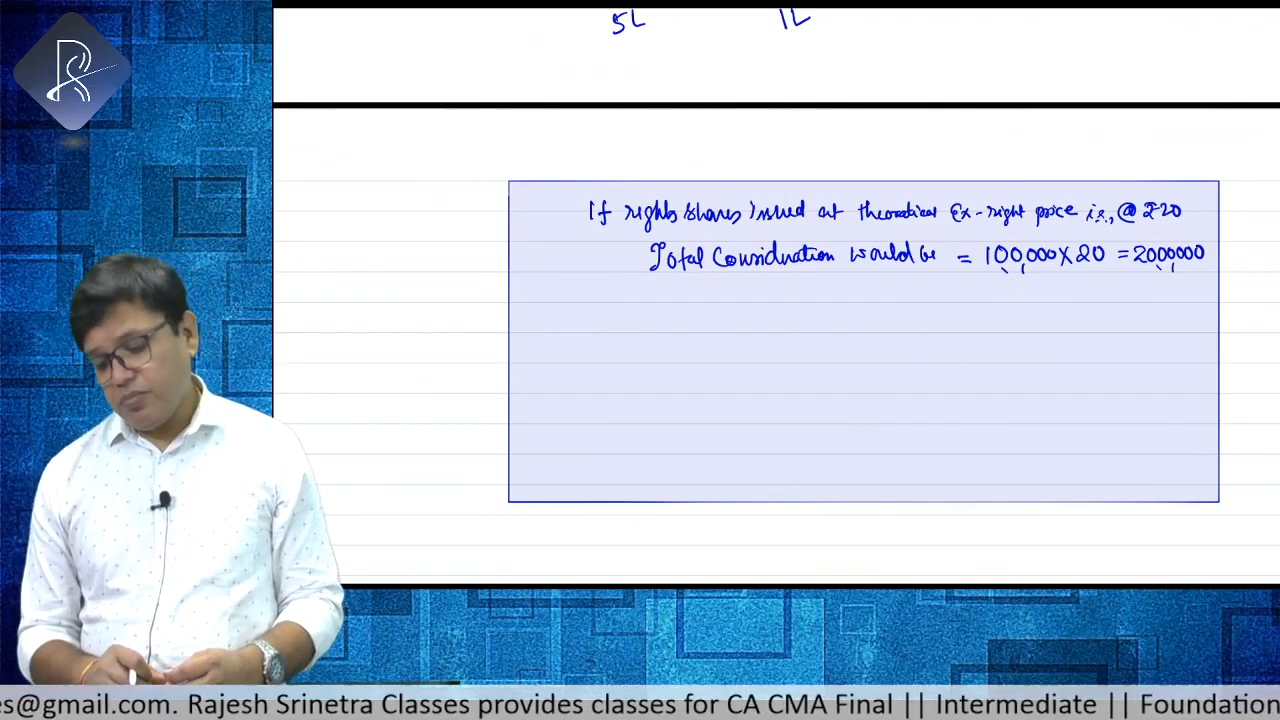 5L 1L
If rights shares issued at theoretical Ex-right price i.e., @ ₹20
Total Consideration would be = 100,000 X 20 = 2000000
es@gmail.com. Rajesh Srinetra Classes provides classes for CA CMA Final || Intermediate || Foundation